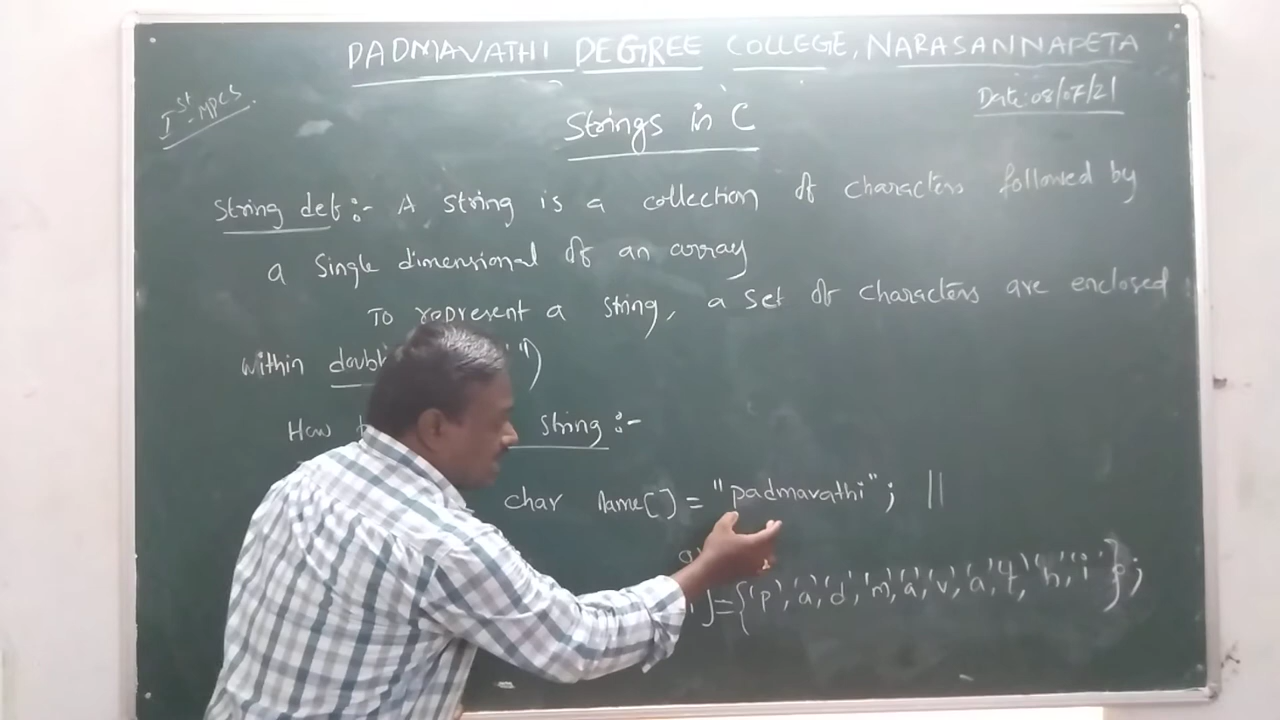 PADMAVATHI DEGREE COLLEGE, NARASANNAPETA
Ist-MPCS.
Date:08/07/21
Strings in C
String def:- A string is a collection of characters followed by
a Single dimensional of an array
To represent a string, a set of characters are enclosed
within ")
How string:-
char name[] = "padmavathi"; ||
]={'p','a','d','m','a','v','a','t','h','i'};